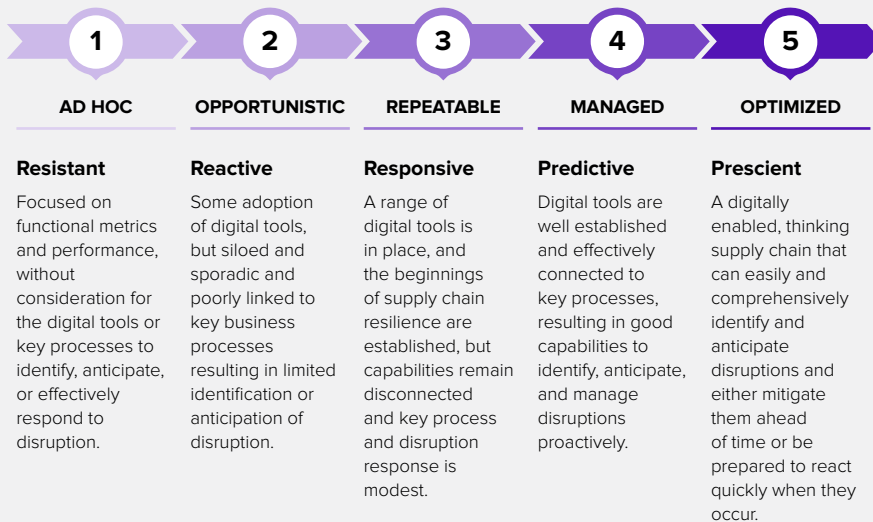 1
2
3
4
5
AD HOC
OPPORTUNISTIC
REPEATABLE
MANAGED
OPTIMIZED
Resistant
Focused on
functional metrics
and performance,
without
consideration for
the digital tools or
key processes to
identify, anticipate,
or effectively
respond to
disruption.
Reactive
Some adoption
of digital tools,
but siloed and
sporadic and
poorly linked to
key business
processes
resulting in limited
identification or
anticipation of
disruption.
Responsive
A range of
digital tools is
in place, and
the beginnings
of supply chain
resilience are
established, but
capabilities remain
disconnected
and key process
and disruption
response is
modest.
Predictive
Digital tools are
well established
and effectively
connected to
key processes,
resulting in good
capabilities to
identify, anticipate,
and manage
disruptions
proactively.
Prescient
A digitally
enabled, thinking
supply chain that
can easily and
comprehensively
identify and
anticipate
disruptions and
either mitigate
them ahead
of time or be
prepared to react
quickly when they
occur.